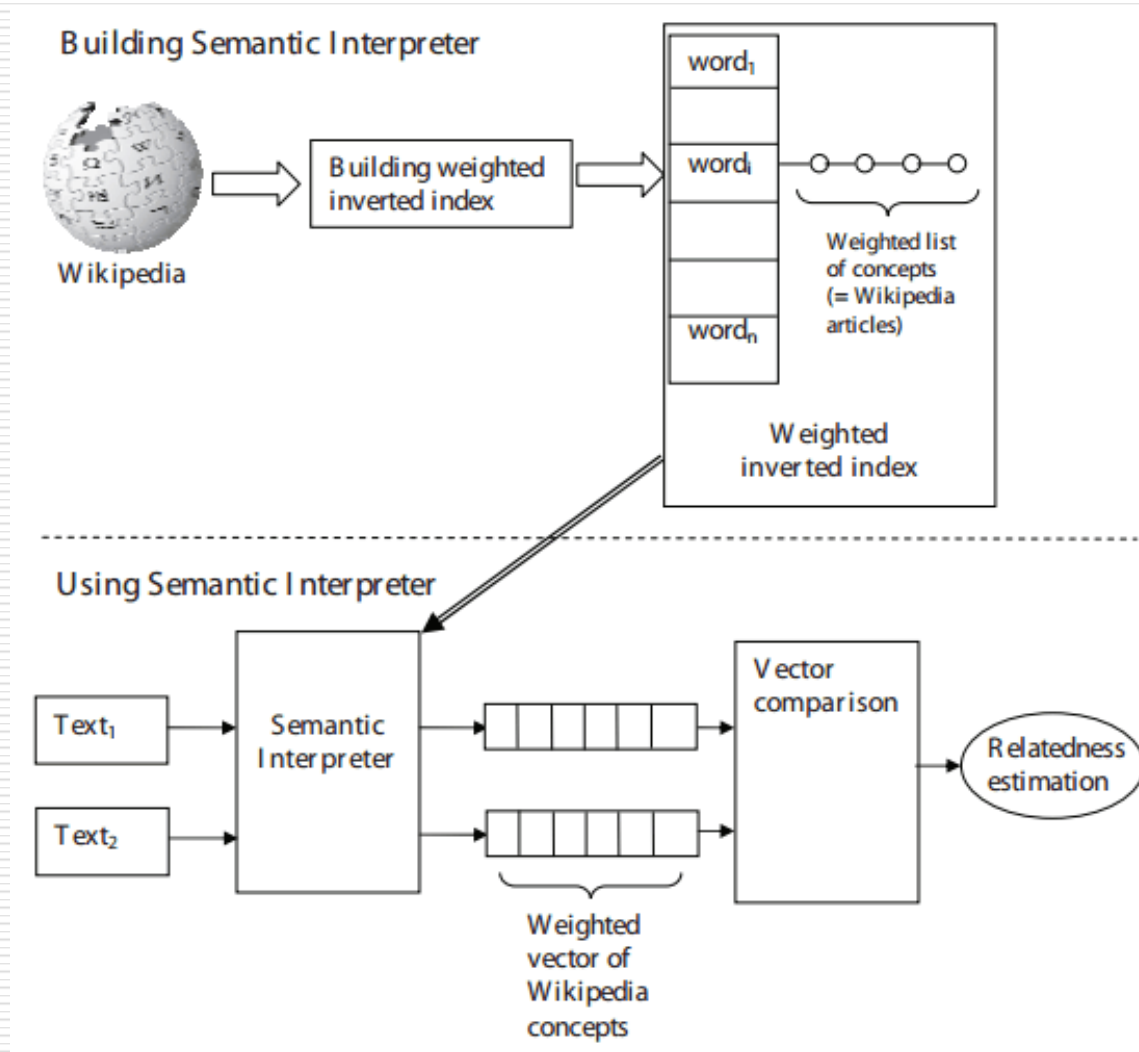 Building Semantic Interpreter
word₁
Building weighted
inverted index
wordᵢ
Wikipedia
Weighted list
of concepts
(= Wikipedia
articles)
wordₙ
Weighted
inverted index
Using Semantic Interpreter
Text₁
Semantic
Interpreter
Vector
comparison
Relatedness
estimation
Text₂
Weighted
vector of
Wikipedia
concepts